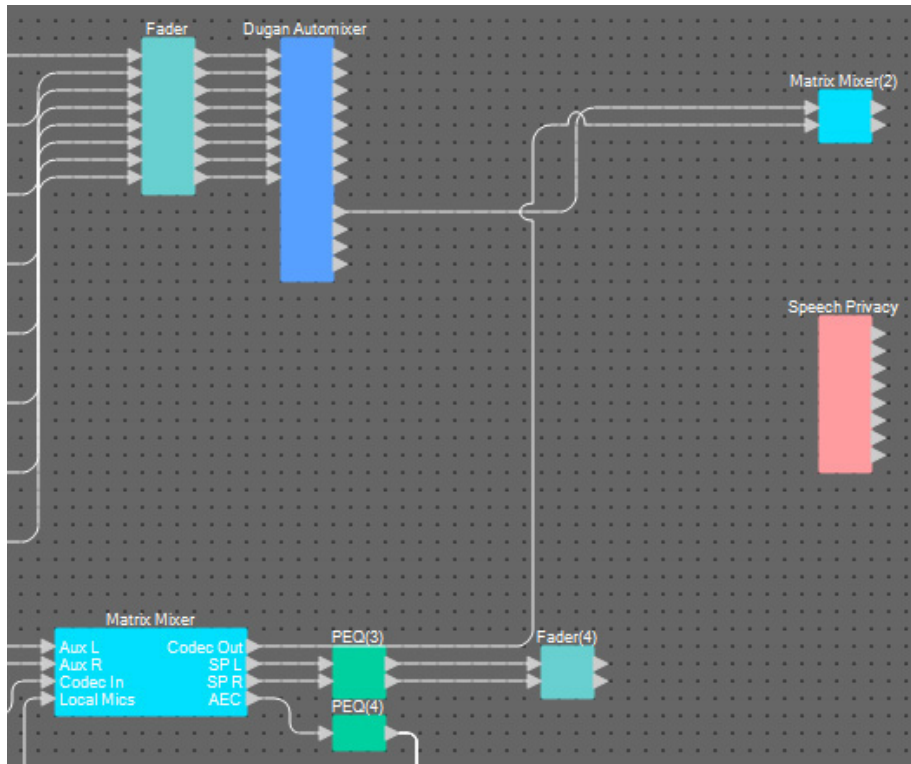 Fader
Dugan Automixer
Matrix Mixer(2)
Speech Privacy
Matrix Mixer
Aux L
Codec Out
Aux R
SP L
Codec In
SP R
Local Mics
AEC
PEQ(3)
Fader(4)
PEQ(4)